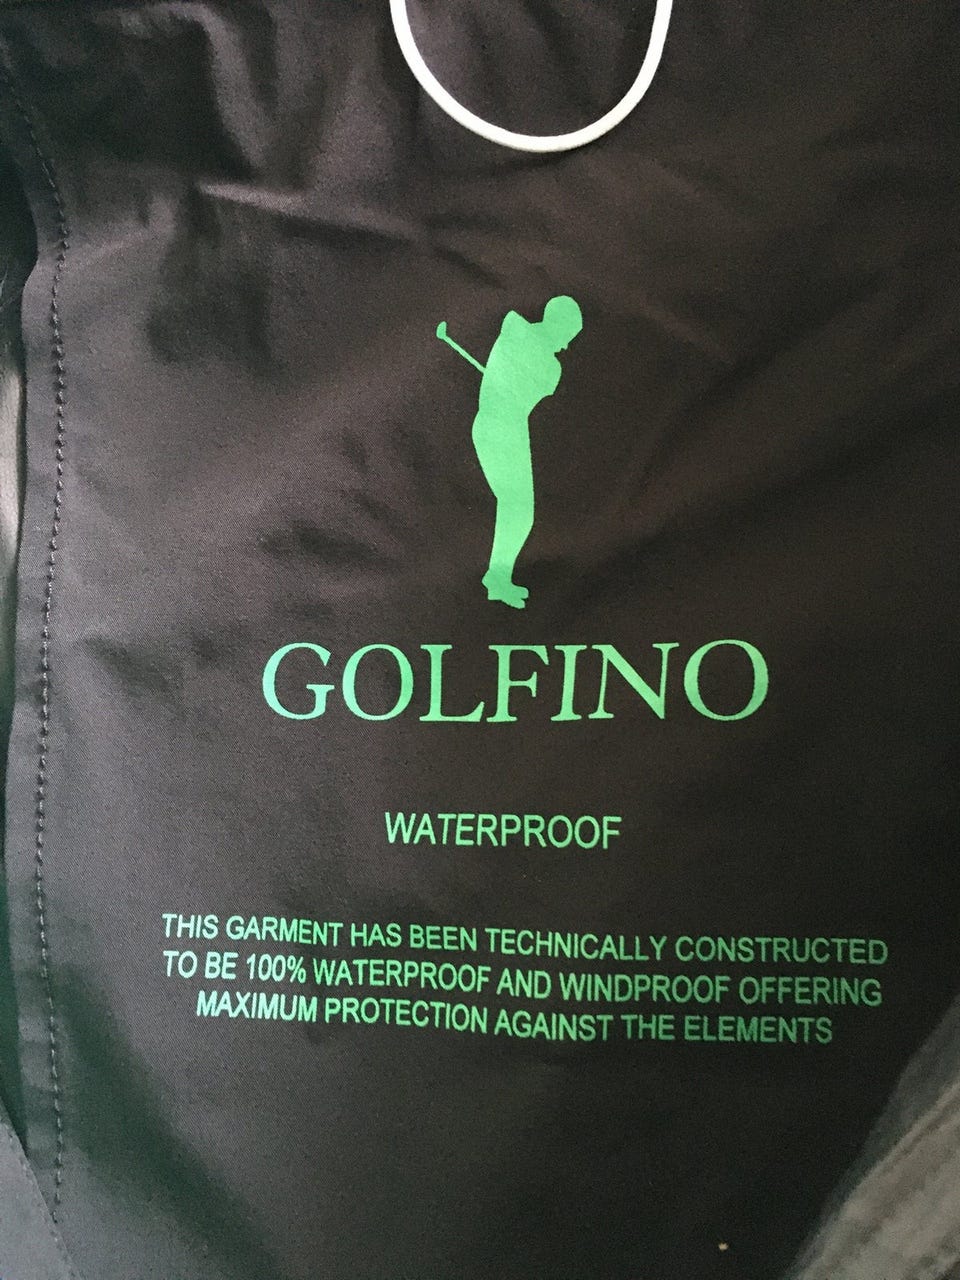 GOLFINO
WATERPROOF
THIS GARMENT HAS BEEN TECHNICALLY CONSTRUCTED
TO BE 100% WATERPROOF AND WINDPROOF OFFERING
MAXIMUM PROTECTION AGAINST THE ELEMENTS